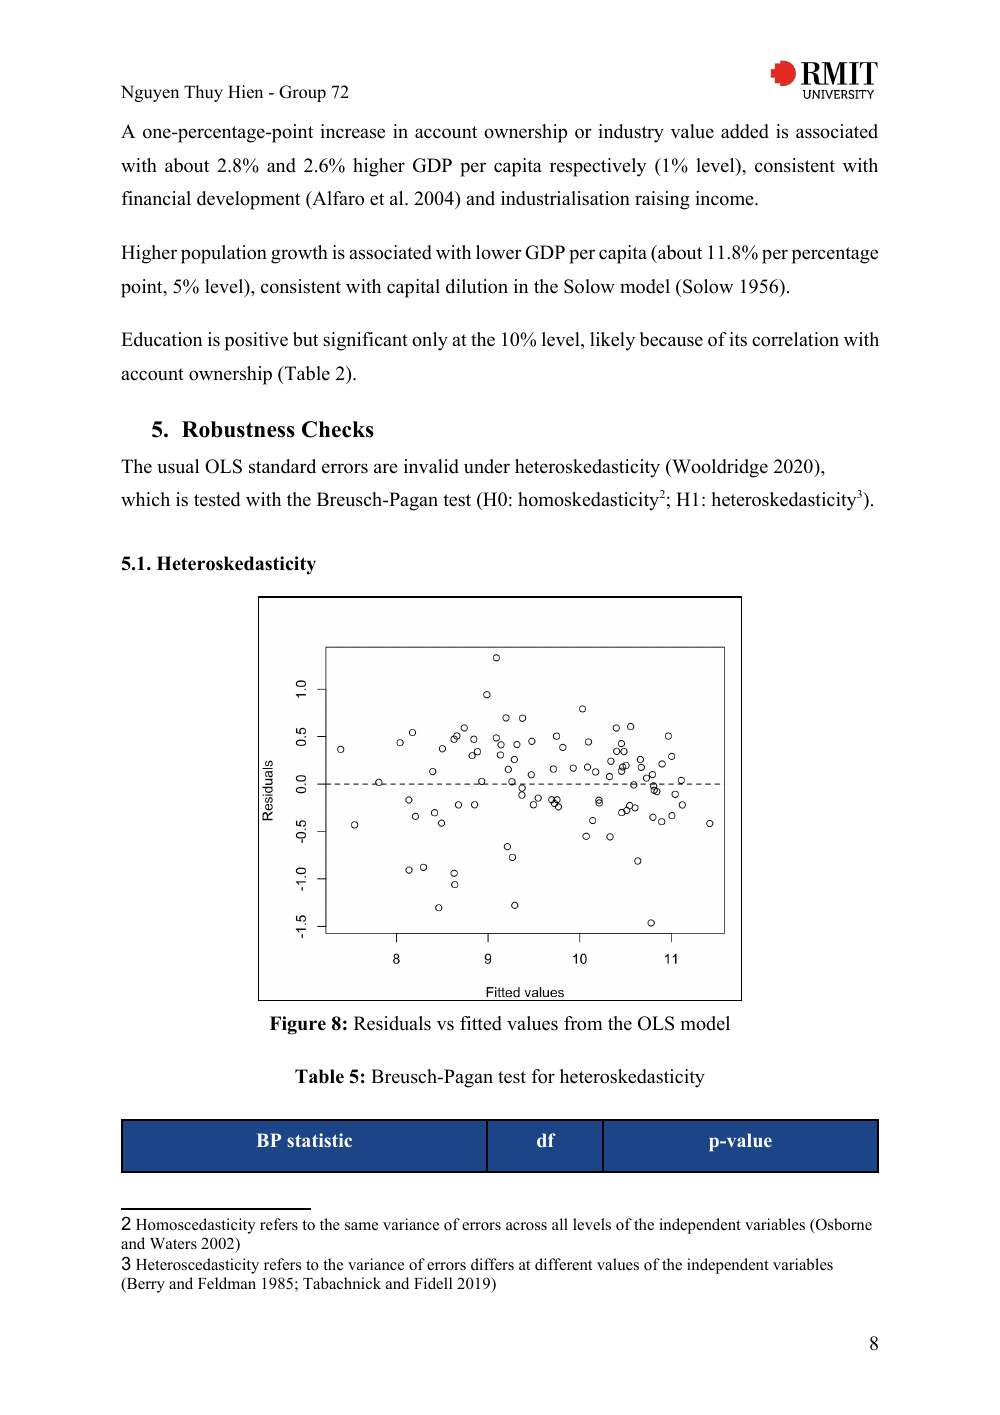 Nguyen Thuy Hien - Group 72
RMIT
UNIVERSITY
A one-percentage-point increase in account ownership or industry value added is associated
with about 2.8% and 2.6% higher GDP per capita respectively (1% level), consistent with
financial development (Alfaro et al. 2004) and industrialisation raising income.
Higher population growth is associated with lower GDP per capita (about 11.8% per percentage
point, 5% level), consistent with capital dilution in the Solow model (Solow 1956).
Education is positive but significant only at the 10% level, likely because of its correlation with
account ownership (Table 2).
5. Robustness Checks
The usual OLS standard errors are invalid under heteroskedasticity (Wooldridge 2020),
which is tested with the Breusch-Pagan test (H0: homoskedasticity²; H1: heteroskedasticity³).
5.1. Heteroskedasticity
Residuals
1.0
0.5
0.0
-0.5
-1.0
-1.5
8 9 10 11
Fitted values
Figure 8: Residuals vs fitted values from the OLS model
Table 5: Breusch-Pagan test for heteroskedasticity
BP statistic df p-value
2 Homoscedasticity refers to the same variance of errors across all levels of the independent variables (Osborne
and Waters 2002)
3 Heteroscedasticity refers to the variance of errors differs at different values of the independent variables
(Berry and Feldman 1985; Tabachnick and Fidell 2019)
8